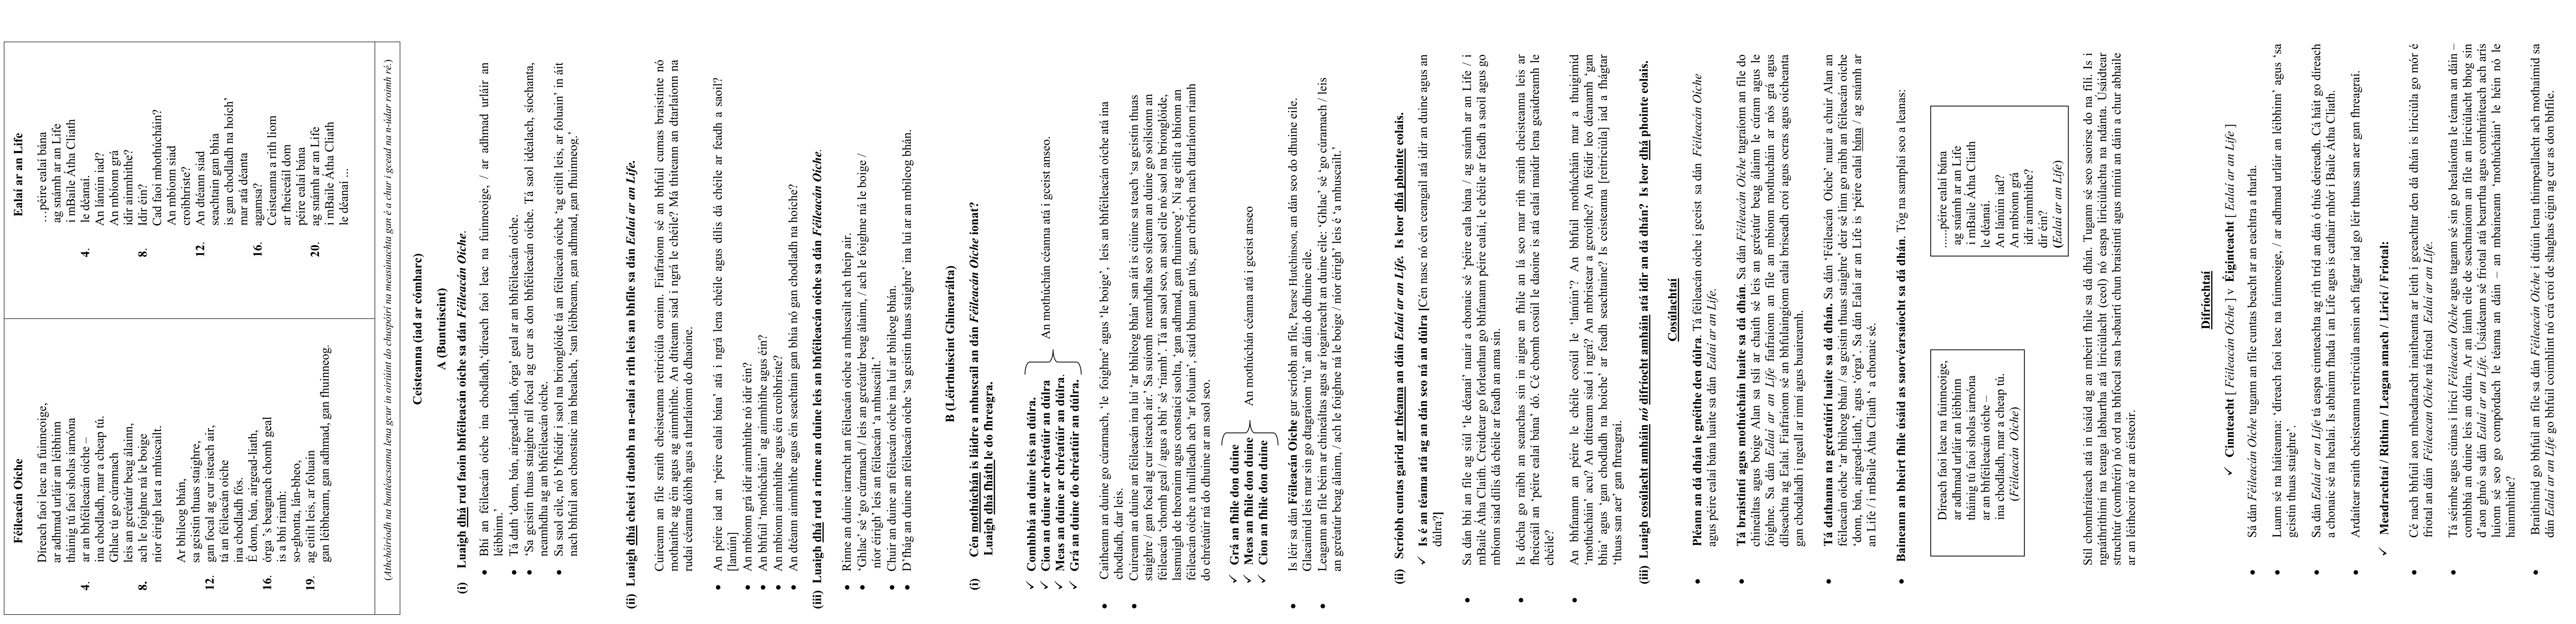 Féileacán Oíche
Díreach faoi leac na fuinneoige,
ar adhmad urláir an léibhinn
tháinig tú faoi sholas iarnóna
4. ar an bhféileacán oíche –
ina chodladh, mar a cheap tú.
Ghlac tú go cúramach
leis an gcréatúr beag álainn,
8. ach le foighne ná le boige
níor éirigh leat a mhuscailt.
Ar bhileog bhán,
sa gcistin thuas staighre,
12. gan focal ag cur isteach air,
tá an féileacán oíche
ina chodladh fós.
É donn, bán, airgead-liath,
16. órga 's beagnach chomh geal
is a bhí riamh:
so-ghonta, lán-bheo,
19. ag eitilt leis, ar foluain
gan léibheann, gan adhmad, gan fhuinneog.
Ealaí ar an Life
…péire ealaí bána
ag snámh ar an Life
i mBaile Átha Cliath
4. le déanaí.
An lánúin iad?
An mbíonn grá
idir ainmhithe?
8. Idir éin?
Cad faoi mhothúcháin?
An mbíonn siad
croíbhriste?
12. An dtéann siad
seachtain gan bhia
is gan chodladh na hoích'
mar atá déanta
16. agamsa?
Ceisteanna a rith liom
ar fheiceáil dom
péire ealaí bána
20. ag snámh ar an Life
i mBaile Átha Cliath
le déanaí …
(Athchóiríodh na buntéacsanna lena gcur in oiriúint do chuspóirí na measúnachta gan é a chur i gcead na n-údar roimh ré.)
Ceisteanna (iad ar cómharc)
A (Buntuiscint)
(i) Luaigh dhá rud faoin bhféileacán oíche sa dán Féileacán Oíche.
• Bhí an féileacán oíche ina chodladh,'díreach faoi leac na fuinneoige, / ar adhmad urláir an
léibhinn,'
• Tá dath 'donn, bán, airgead-liath, órga' geal ar an bhféileacán oíche.
• 'Sa gcistin thuas staighre níl focal ag cur as don bhféileacán oíche. Tá saol idéalach, síochanta,
neamhdha ag an bhféileacán oíche.
• Sa saol eile, nó b'fhéidir i saol na brionglóide tá an féileacán oíche 'ag eitilt leis, ar foluain' in áit
nach bhfuil aon chonstaic ina bhealach, 'san léibheann, gan adhmad, gan fhuinneog.'
(ii) Luaigh dhá cheist i dtaobh na n-ealaí a rith leis an bhfile sa dán Ealaí ar an Life.
Cuireann an file sraith cheisteanna reitriciúla orainn. Fiafraíonn sé an bhfuil cumas braistinte nó
mothaithe ag éin agus ag ainmhithe. An dtiteann siad i ngrá le chéile? Má thiteann an dtarlaíonn na
rudaí céanna dóibh agus a tharlaíonn do dhaoine.
• An péire iad an 'péire ealaí bána' atá i ngrá lena chéile agus dílis dá chéile ar feadh a saoil?
[lanúin]
• An mbíonn grá idir ainmhithe nó idir éin?
• An bhfuil 'mothúcháin' ag ainmhithe agus éin?
• An mbíonn ainmhithe agus éin croíbhriste?
• An dtéann ainmhithe agus éin seachtain gan bhia nó gan chodladh na hoiche?
(iii) Luaigh dhá rud a rinne an duine leis an bhféileacán oíche sa dán Féileacán Oíche.
• Rinne an duine iarracht an féileacán oíche a mhuscailt ach theip air.
• 'Ghlac' sé 'go cúramach / leis an gcréatúr beag álainn, / ach le foighne ná le boige /
níor éirigh' leis an féileacán 'a mhuscailt.'
• Chuir an duine an féileacán oíche ina luí ar bhileog bhán.
• D'fhág an duine an féileacán oíche 'sa gcistin thuas staighre' ina luí ar an mbileog bhán.
B (Léirthuiscint Ghinearálta)
(i) Cén mothúchán is láidre a mhuscail an dán Féileacán Oíche ionat?
Luaigh dhá fháth le do fhreagra.
✓ Combhbhá an duine leis an dúlra.
✓ Cion an duine ar chréatúir an dúlra
✓ Meas an duine ar chréatúir an dúlra.
✓ Grá an duine do chréatúir an dúlra.
An mothúchán céanna atá i gceist anseo.
• Caitheann an duine go cúramach, 'le foighne' agus 'le boige', leis an bhféileacán oíche atá ina
chodladh, dar leis.
• Cuireann an duine an féileacán ina luí 'ar bhileog bhán' san áit is ciúine sa teach 'sa gcistin thuas
staighre / gan focal ag cur isteach air.' Sa suíomh neamhdha seo síleann an duine go soilsíonn an
féileacán 'chomh geal / agus a bhí' sé 'riamh'. Tá an saol seo, an saol eile nó saol na brionglóide,
lasmuigh de theorainn agus constaicí saolta, 'gan adhmad, gan fhuinneog'. Ní ag eitilt a bhíonn an
féileacán oíche a thuilleadh ach 'ar foluain', staid bhuan gan tús, gan chríoch nach dtarlaíonn riamh
do chréatúir ná do dhuine ar an saol seo.
✓ Grá an fhile don duine
✓ Meas an fhile don duine
✓ Cion an fhile don duine
An mothúchán céanna atá i gceist anseo
• Is léir sa dán Féileacán Oíche gur scríobh an file, Pearse Hutchinson, an dán seo do dhuine eile.
Glacaimid leis mar sin go dtagraíonn 'tú' an dáin do dhuine eile.
• Leagann an file béim ar chineáltas agus ar íogaireacht an duine eile: 'Ghlac' sé 'go cúramach / leis
an gcréatúr beag álainn, / ach le foighne ná le boige / níor éirigh' leis é 'a mhuscailt.'
(ii) Scríobh cuntas gairid ar théama an dáin Ealaí ar an Life. Is leor dhá phointe eolais.
✓ Is é an téama atá ag an dán seo ná an dúlra [Cén nasc nó cén ceangail atá idir an duine agus an
dúlra?]
• Sa dán bhí an file ag siúl 'le déanaí' nuair a chonaic sé 'péire ealaí bána / ag snámh ar an Life / i
mBaile Átha Claith. Creidtear go forleathan go bhfanann péire ealaí, le chéile ar feadh a saoil agus go
mbíonn siad dílis dá chéile ar feadh an ama sin.
• Is dócha go raibh an seanchas sin in aigne an fhile an lá seo mar rith sraith cheisteanna leis ar
fheiceáil an 'péire ealaí bána' dó. Cé chomh cosúil le daoine is atá ealaí maidir lena gcaidreamh le
chéile?
• An bhfanann an péire le chéile cosúil le 'lanúin'? An bhfuil mothúcháin mar a thuigimid
'mothúcháin' acu? An dtiteann siad i ngrá? An mbristear a gcroíthe? An féidir leo déanamh 'gan
bhia' agus 'gan chodladh na hoiche' ar feadh seachtaine? Is ceisteanna [reitriciúla] iad a fhágtar
'thuas san aer' gan fhreagraí.
(iii) Luaigh cosúlacht amháin nó difríocht amháin atá idir an dá dhán? Is leor dhá phointe eolais.
Cosúlachtaí
• Pléann an dá dhán le gnéithe den dúlra. Tá féileacán oíche i gceist sa dán Féileacán Oíche
agus péire ealaí bána luaite sa dán Ealaí ar an Life.
• Tá braistintí agus mothúcháin luaite sa dá dhán. Sa dán Féileacán Oíche tagraíonn an file do
chineáltas agus boige Alan sa tslí ar chaith sé leis an gcréatúr beag álainn le cúram agus le
foighne. Sa dán Ealaí ar an Life fiafraíonn an file an mbíonn mothucháin ar nós grá agus
dílseachta ag Ealaí. Fiafraíonn sé an bhfulaingíonn ealaí briseadh croí agus ocras agus oícheanta
gan chodaladh i ngeall ar imní agus buaireamh.
• Tá dathanna na gcréatúirí luaite sa dá dhán. Sa dán 'Féileacán Oíche' nuair a chuir Alan an
féileacán oíche 'ar bhileog bhán / sa gcistin thuas staighre' deir sé linn go raibh an féileacán oíche
'donn, bán, airgead-liath,' agus 'órga'. Sa dán Ealaí ar an Life is 'péire ealaí bána / ag snámh ar
an Life / i mBaile Átha Cliath ' a chonaic sé.
• Baineann an bheirt fhile úsáid as saorvéarsaíocht sa dá dhán. Tóg na samplaí seo a leanas:
Díreach faoi leac na fuinneoige,
ar adhmad urláir an léibhinn
tháinig tú faoi sholas iarnóna
ar an bhféileacán oíche –
ina chodladh, mar a cheap tú.
(Féileacán Oíche)
.....péire ealaí bána
ag snámh ar an Life
i mBaile Átha Cliath
le déanaí.
An lánúin iad?
An mbíonn grá
idir ainmhithe?
dir éin?
(Ealaí ar an Life)
Stíl chomhráiteach atá in úsáid ag an mbeirt fhile sa dá dhán. Tugann sé seo saoirse do na filí. Is i
ngnáthrithim na teanga labhartha atá liriciúlachta (ceol) nó easpa liriciúlachta na ndánta. Úsáidtear
struchtúr (comhréir) nó ord na bhfocal sna h-abairtí chun braistintí agus míniú an dáin a chur abhaile
ar an léitheoir nó ar an éisteoir.
Difríochtaí
✓ Cinnteacht [ Féileacán Oíche ] v Éiginteacht [ Ealaí ar an Life ]
• Sá dán Féileacán Oíche tugann an file cuntas beacht ar an eachtra a tharla.
• Luann sé na háiteanna: 'díreach faoi leac na fuinneoige, / ar adhmad urláir an léibhinn' agus 'sa
gcistin thuas staighre'.
• Sa dán Ealaí ar an Life tá easpa cinnteachta ag rith tríd an dán ó thús deireadh. Cá háit go díreach
a chonaic sé na healaí. Is abhainn fhada í an Life agus is cathair mhór í Baile Átha Cliath.
• Ardaítear sraith cheisteanna reitriciúla ansin ach fágtar iad go léir thuas san aer gan fhreagraí.
✓ Meadrachtaí / Rithim / Leagan amach / Liricí / Friotal:
• Cé nach bhfuil aon mheadarachí inaitheanta ar leith i gceachtar den dá dhán is liriciúla go mór é
friotal an dáin Féileacán Oíche ná friotal Ealaí ar an Life.
• Tá séimhe agus ciúnas i liricí Féileacán Oíche agus tagann sé sin go healaíonta le téama an dáin –
combhbá an duine leis an dúlra. Ar an lámh eile de seachnaíonn an file an liriciúlacht bhog sin
d'aon ghnó sa dán Ealaí ar an Life. Úsáideann sé friotal atá bearrtha agus comhráiteach ach arís
luíonn sé seo go compórdach le téama an dáin – an mbaineann 'mothúcháin' le héin nó le
hainmhithe?
• Braithimid go bhfuil an file sa dán Féileacán Oíche i dtiúin lena thimpeallacht ach mothaímid sa
dán Ealaí ar an Life go bhfuil coimhlint nó crá croí de shaghas éigin ag cur as don bhfile.